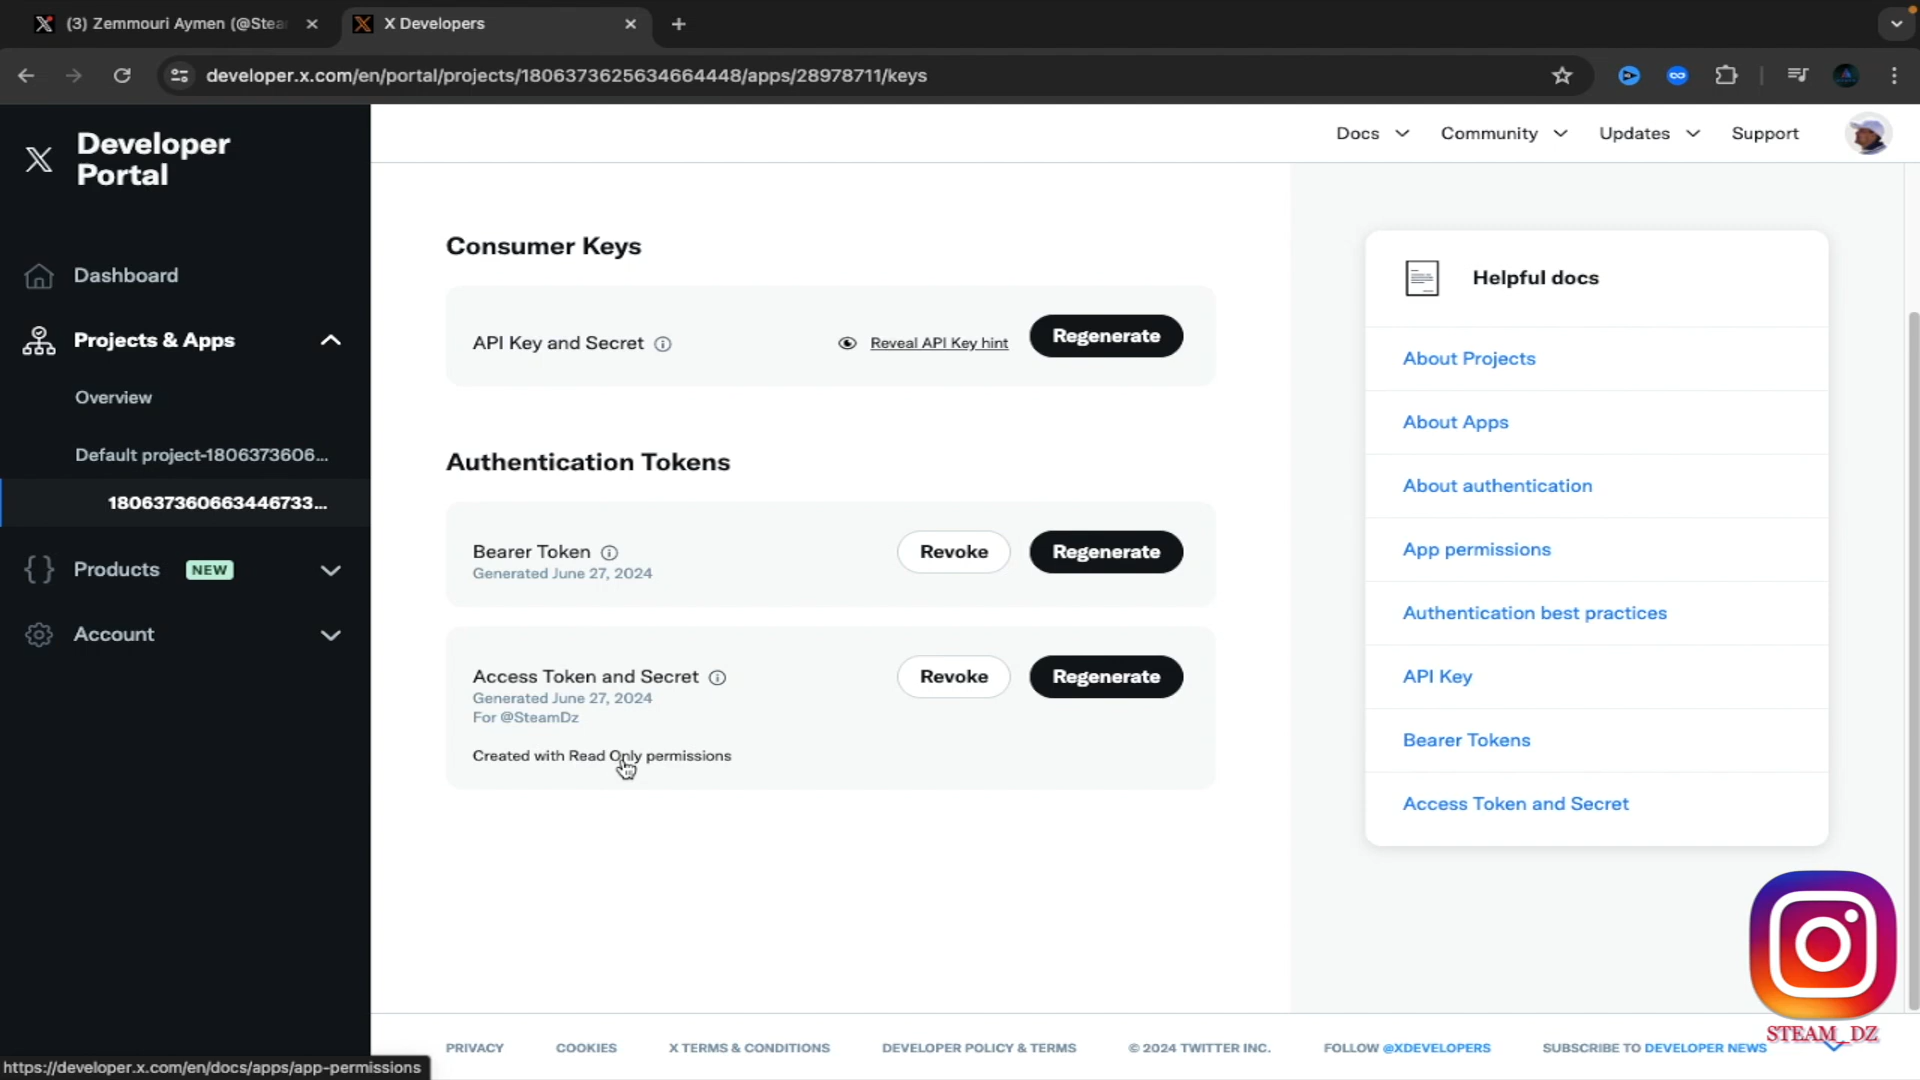 (3) Zemmouri Aymen (@Stea
X Developers
developer.x.com/en/portal/projects/1806373625634664448/apps/28978711/keys
Developer
Portal
Docs
Community
Updates
Support
Dashboard
Projects & Apps
Overview
Default project-1806373606...
180637360663446733...
Products NEW
Account
Consumer Keys
API Key and Secret
Reveal API Key hint
Regenerate
Authentication Tokens
Bearer Token
Generated June 27, 2024
Revoke
Regenerate
Access Token and Secret
Generated June 27, 2024
For @SteamDz
Created with Read Only permissions
Revoke
Regenerate
Helpful docs
About Projects
About Apps
About authentication
App permissions
Authentication best practices
API Key
Bearer Tokens
Access Token and Secret
STEAM_DZ
PRIVACY
COOKIES
X TERMS & CONDITIONS
DEVELOPER POLICY & TERMS
© 2024 TWITTER INC.
FOLLOW @XDEVELOPERS
SUBSCRIBE TO DEVELOPER NEWS
https://developer.x.com/en/docs/apps/app-permissions